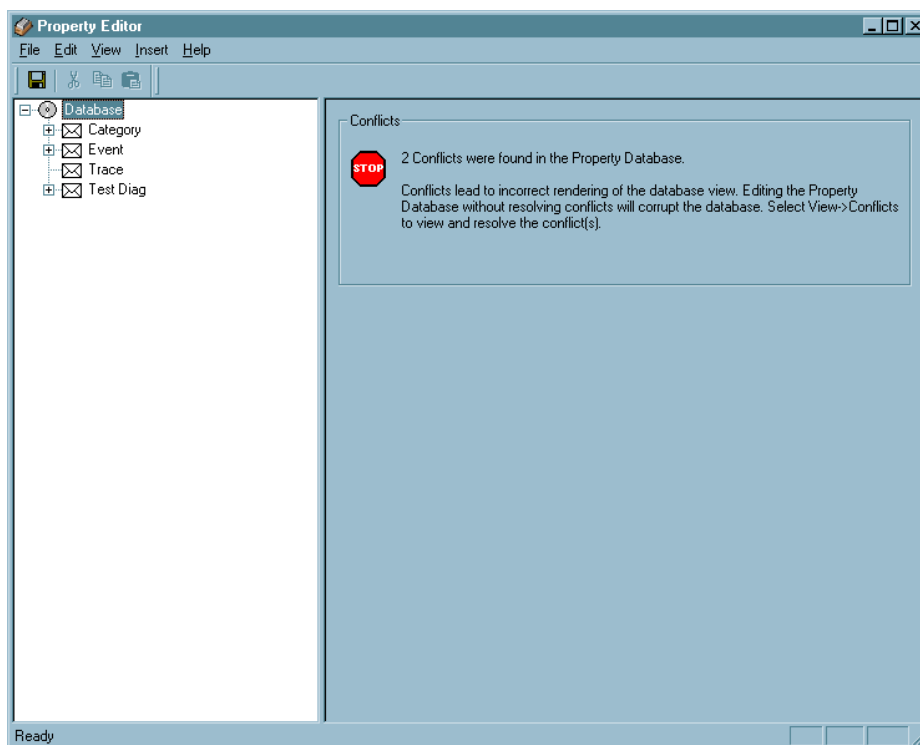 Property Editor
File Edit View Insert Help
Database
Category
Event
Trace
Test Diag
Conflicts
STOP
2 Conflicts were found in the Property Database.
Conflicts lead to incorrect rendering of the database view. Editing the Property
Database without resolving conflicts will corrupt the database. Select View->Conflicts
to view and resolve the conflict(s).
Ready